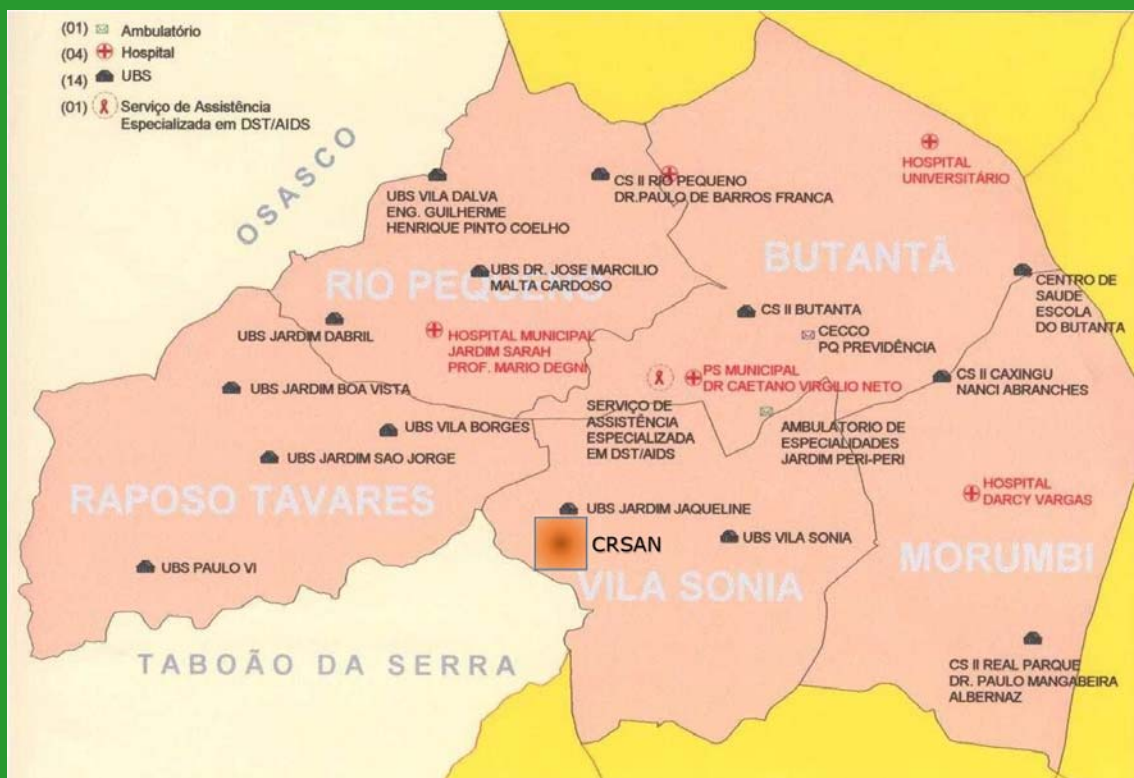 (01) Ambulatório
(04) Hospital
(14) UBS
(01) Serviço de Assistência
Especializada em DST/AIDS
OSASCO
HOSPITAL
UNIVERSITÁRIO
UBS VILA DALVA
ENG. GUILHERME
HENRIQUE PINTO COELHO
CS II RIO PEQUENO
DR.PAULO DE BARROS FRANCA
BUTANTÃ
RIO PEQUENO
UBS DR. JOSE MARCILIO
MALTA CARDOSO
CENTRO DE
SAUDE
ESCOLA
DO BUTANTA
CS II BUTANTA
CECCO
PQ PREVIDÊNCIA
UBS JARDIM DABRIL
HOSPITAL MUNICIPAL
JARDIM SARAH
PROF. MARIO DEGNI
PS MUNICIPAL
DR CAETANO VIRGILIO NETO
CS II CAXINGU
NANCI ABRANCHES
UBS JARDIM BOA VISTA
SERVIÇO DE
ASSISTÊNCIA
ESPECIALIZADA
EM DST/AIDS
AMBULATORIO DE
ESPECIALIDADES
JARDIM PERI-PERI
UBS VILA BORGES
UBS JARDIM SAO JORGE
RAPOSO TAVARES
HOSPITAL
DARCY VARGAS
UBS JARDIM JAQUELINE
CRSAN
UBS VILA SONIA
MORUMBI
UBS PAULO VI
VILA SONIA
TABOÃO DA SERRA
CS II REAL PARQUE
DR. PAULO MANGABEIRA
ALBERNAZ